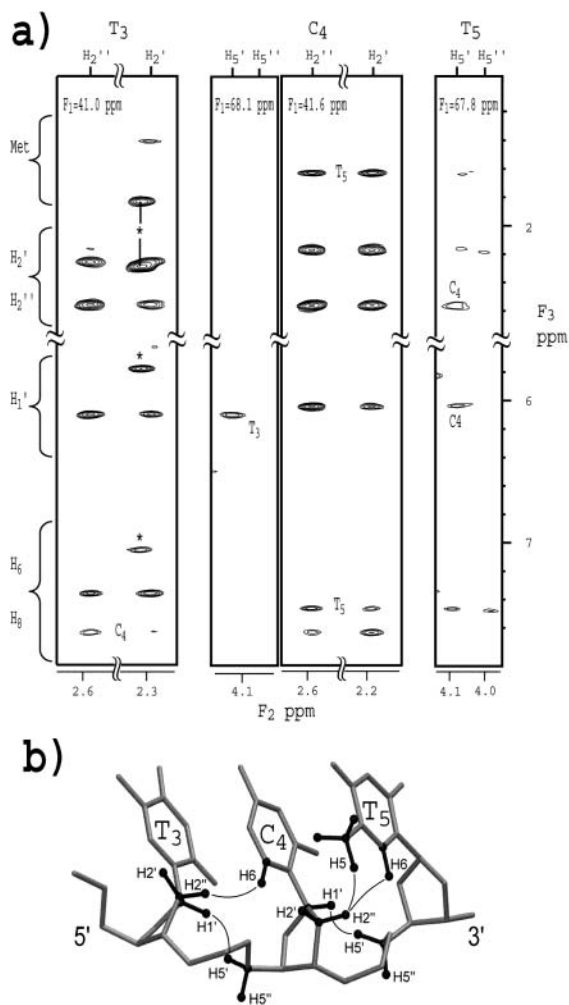 a)
T3 C4 T5
H2'' H2' H5' H5'' H2'' H2' H5' H5''
F1=41.0 ppm F1=68.1 ppm F1=41.6 ppm F1=67.8 ppm
Met
T5
*
2
H2'
H2''
C4
F3
ppm
*
H1'
6
T3
C4
*
7
H6
H8
T5
C4
2.6 2.3 4.1 2.6 2.2 4.1 4.0
F2 ppm
b)
T3 C4 T5
H2' H2'' H6 H5 H6
H1' H2' H1' H2''
5' H5' H5' 3'
H5'' H5''